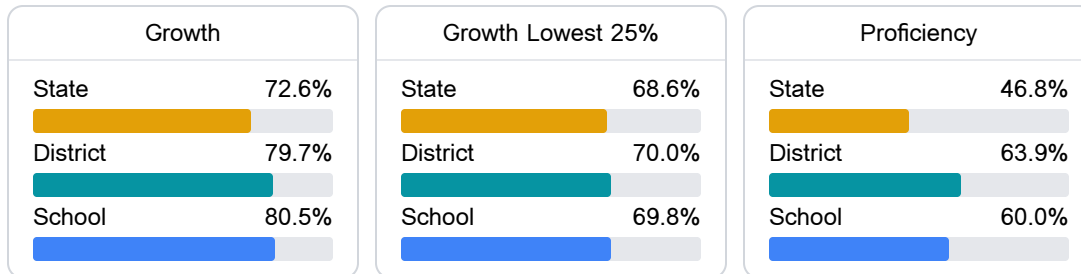 Growth
State 72.6%
District 79.7%
School 80.5%
Growth Lowest 25%
State 68.6%
District 70.0%
School 69.8%
Proficiency
State 46.8%
District 63.9%
School 60.0%